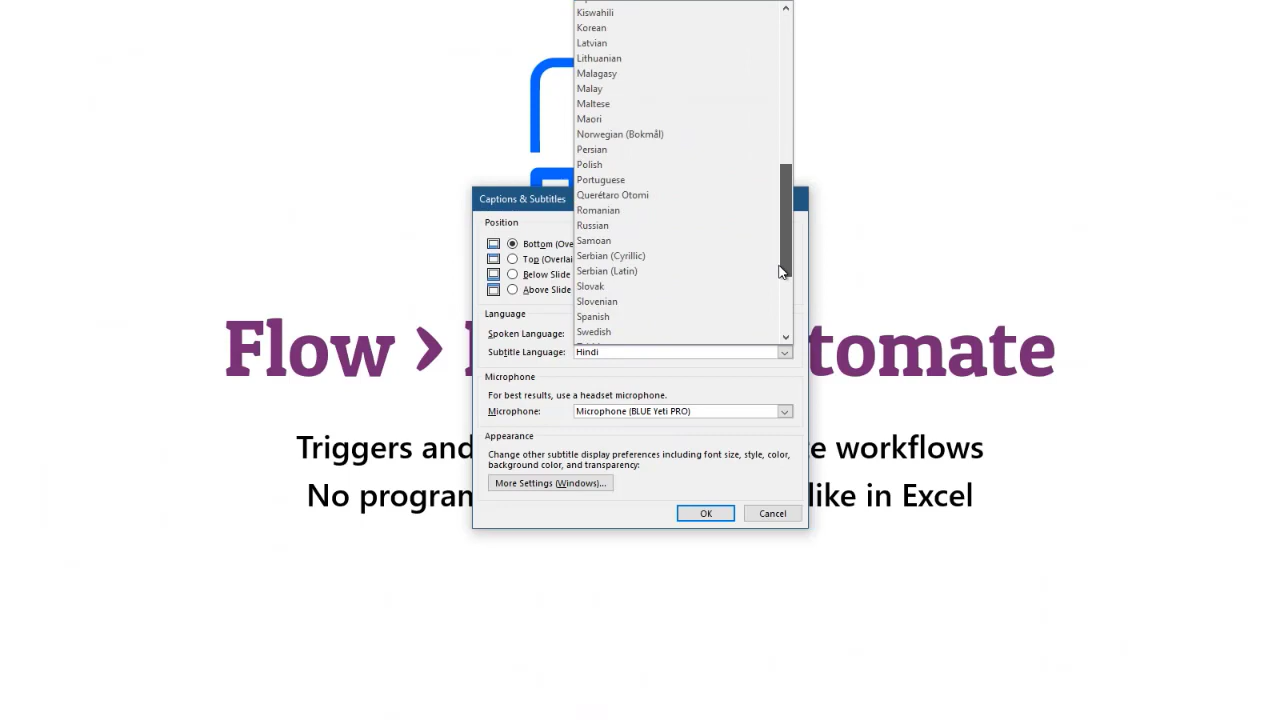 Kiswahili
Korean
Latvian
Lithuanian
Malagasy
Malay
Maltese
Maori
Norwegian (Bokmål)
Persian
Polish
Portuguese
Querétaro Otomi
Romanian
Russian
Samoan
Serbian (Cyrillic)
Serbian (Latin)
Slovak
Slovenian
Spanish
Swedish
Captions & Subtitles
Position
Bottom (Ove
Top (Overlai
Below Slide
Above Slide
Language
Spoken Language:
Subtitle Language: Hindi
Microphone
For best results, use a headset microphone.
Microphone: Microphone (BLUE Yeti PRO)
Appearance
Change other subtitle display preferences including font size, style, color,
background color, and transparency:
More Settings (Windows)...
OK Cancel
Flow > tomate
Triggers and e workflows
No program like in Excel